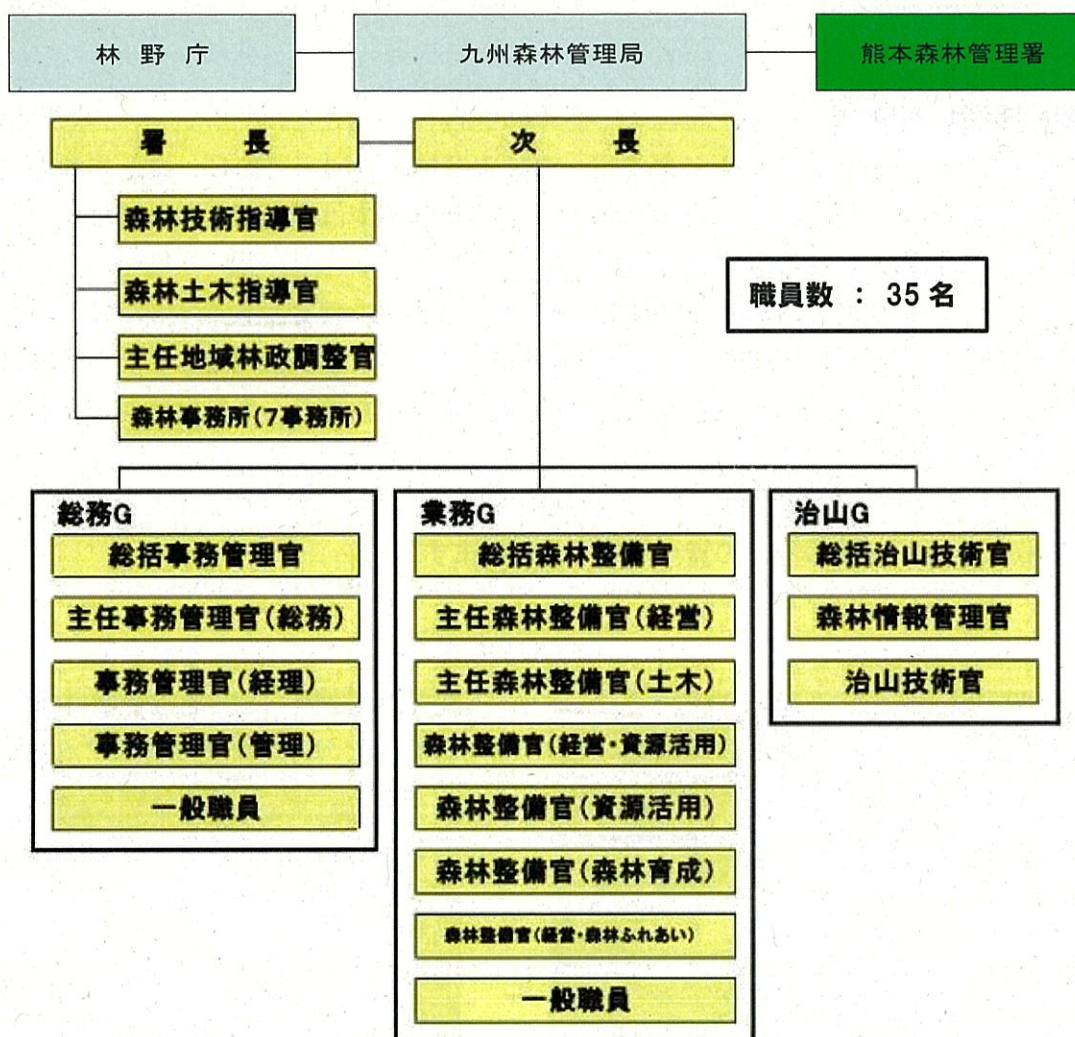 林 野 庁
九州森林管理局
熊本森林管理署
署 長
次 長
森林技術指導官
森林土木指導官
主任地域林政調整官
森林事務所(7事務所)
職員数 : 35名
総務G
総括事務管理官
主任事務管理官(総務)
事務管理官(経理)
事務管理官(管理)
一般職員
業務G
総括森林整備官
主任森林整備官(経営)
主任森林整備官(土木)
森林整備官(経営・資源活用)
森林整備官(資源活用)
森林整備官(森林育成)
森林整備官(経営・森林ふれあい)
一般職員
治山G
総括治山技術官
森林情報管理官
治山技術官